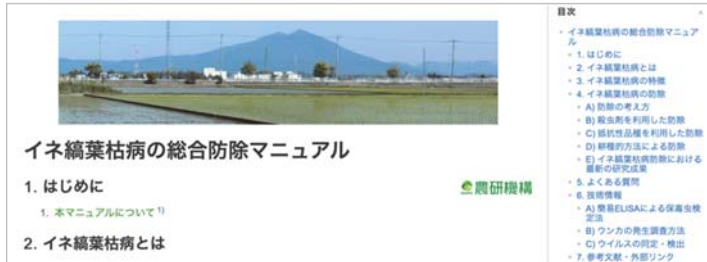 イネ縞葉枯病の総合防除マニュアル
1. はじめに
農研機構
1. 本マニュアルについて 1)
2. イネ縞葉枯病とは
目次
イネ縞葉枯病の総合防除マニュア
ル
1. はじめに
2. イネ縞葉枯病とは
3. イネ縞葉枯病の特徴
4. イネ縞葉枯病の防除
A) 防除の考え方
B) 殺虫剤を利用した防除
C) 抵抗性品種を利用した防除
D) 耕種的方法による防除
E) イネ縞葉枯病防除における
最新の研究成果
5. よくある質問
6. 技術情報
A) 簡易ELISAによる保毒虫検
定法
B) ウンカの発生調査方法
C) ウイルスの同定・検出
7. 参考文献・外部リンク